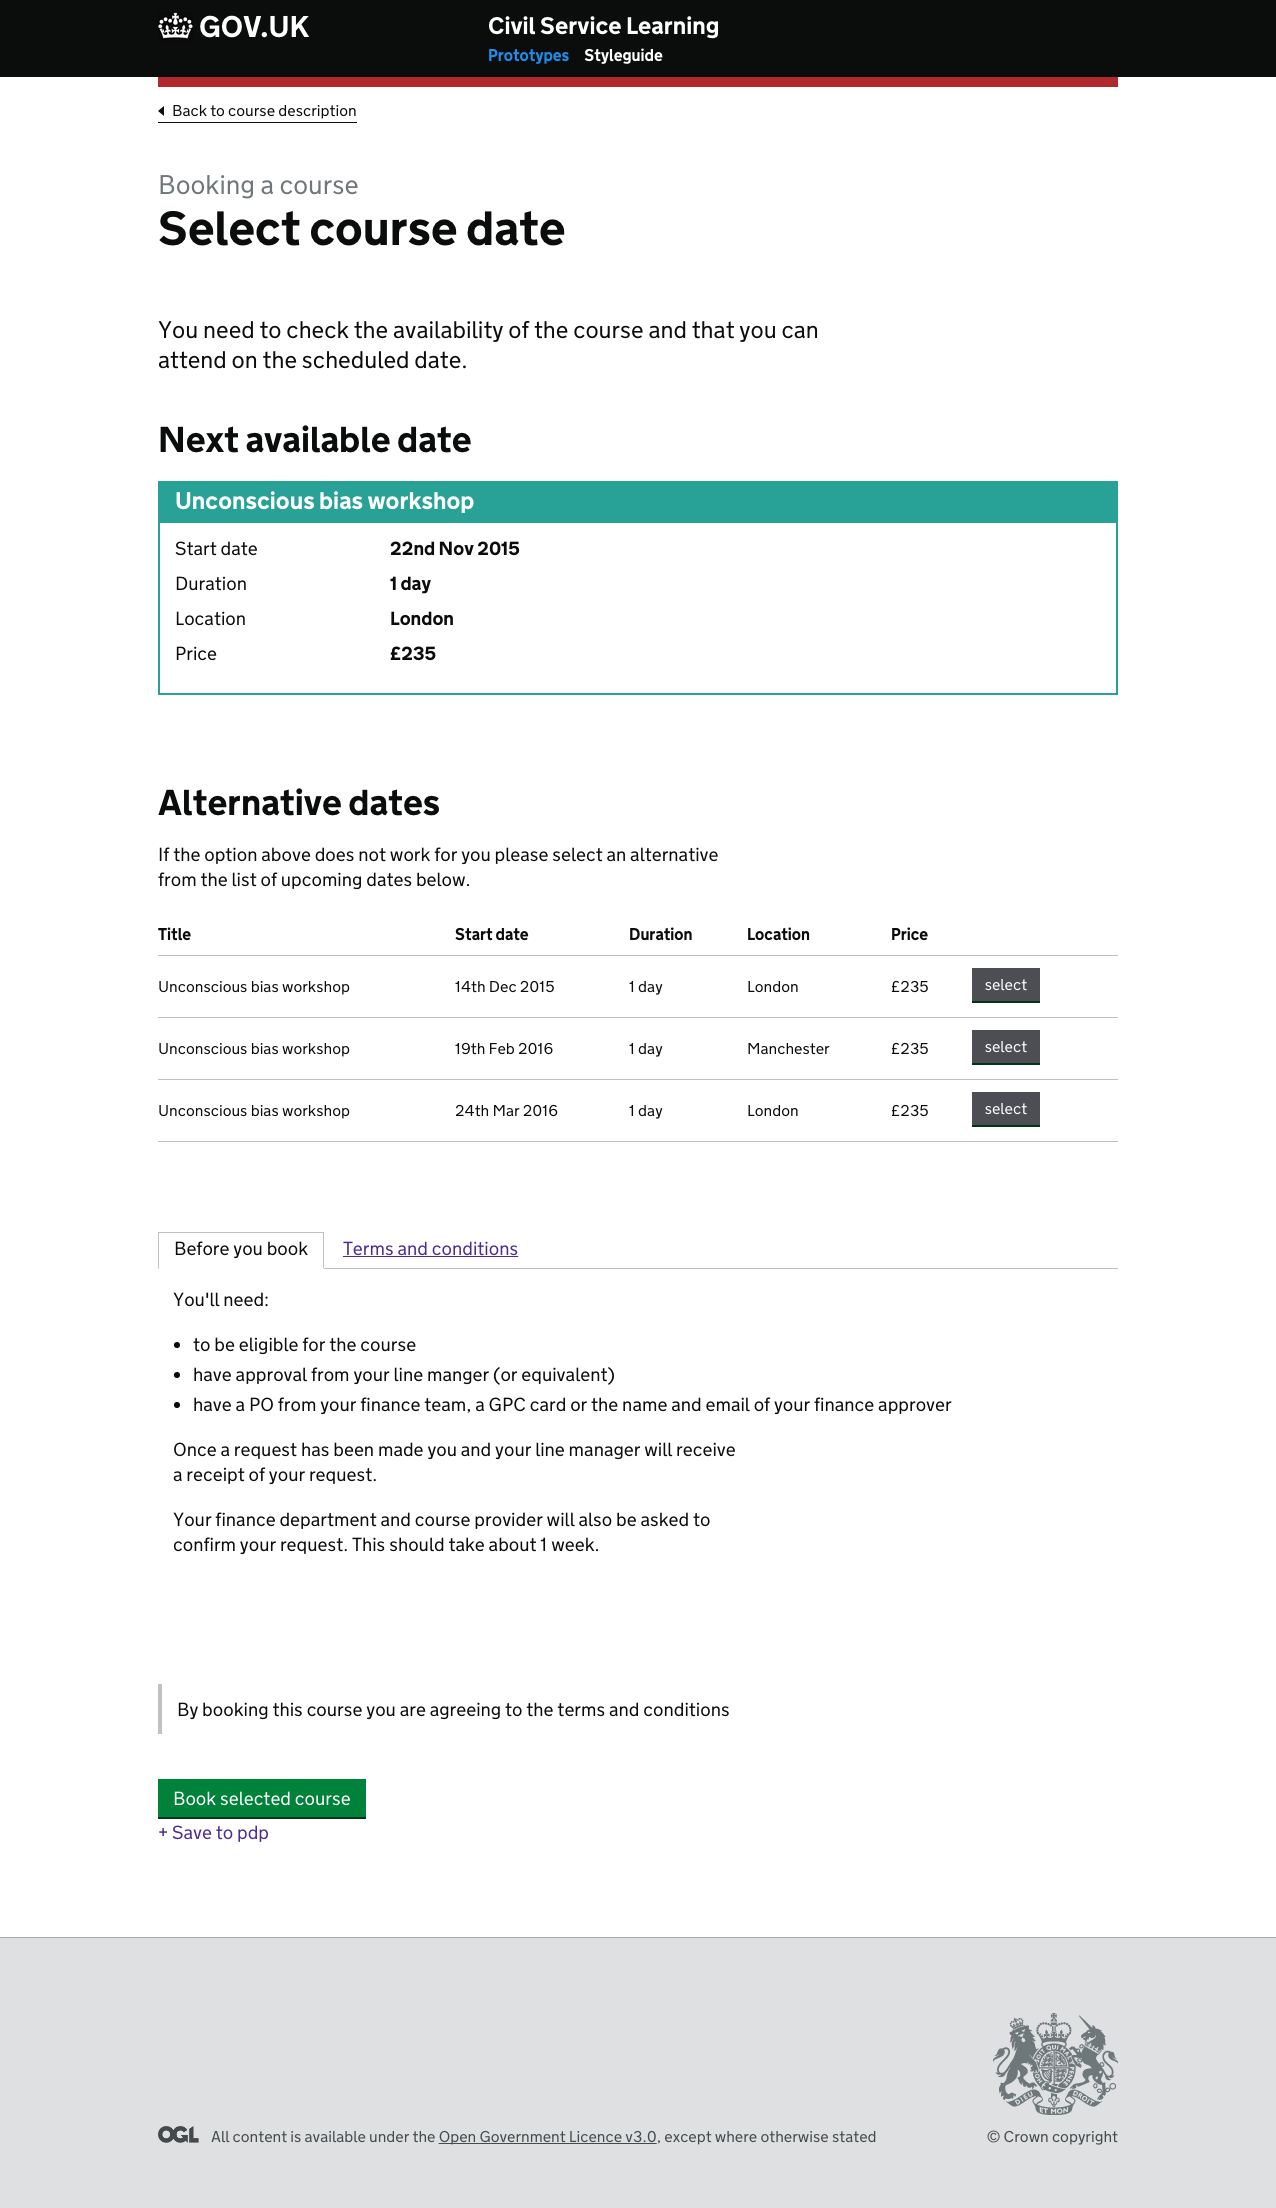 GOV.UK
Civil Service Learning
Prototypes Styleguide
Back to course description
Booking a course
Select course date
You need to check the availability of the course and that you can
attend on the scheduled date.
Next available date
Unconscious bias workshop
Start date 22nd Nov 2015
Duration 1 day
Location London
Price £235
Alternative dates
If the option above does not work for you please select an alternative
from the list of upcoming dates below.
Title Start date Duration Location Price
Unconscious bias workshop 14th Dec 2015 1 day London £235 select
Unconscious bias workshop 19th Feb 2016 1 day Manchester £235 select
Unconscious bias workshop 24th Mar 2016 1 day London £235 select
Before you book Terms and conditions
You'll need:
• to be eligible for the course
• have approval from your line manger (or equivalent)
• have a PO from your finance team, a GPC card or the name and email of your finance approver
Once a request has been made you and your line manager will receive
a receipt of your request.
Your finance department and course provider will also be asked to
confirm your request. This should take about 1 week.
By booking this course you are agreeing to the terms and conditions
Book selected course
+ Save to pdp
OGL All content is available under the Open Government Licence v3.0, except where otherwise stated
© Crown copyright